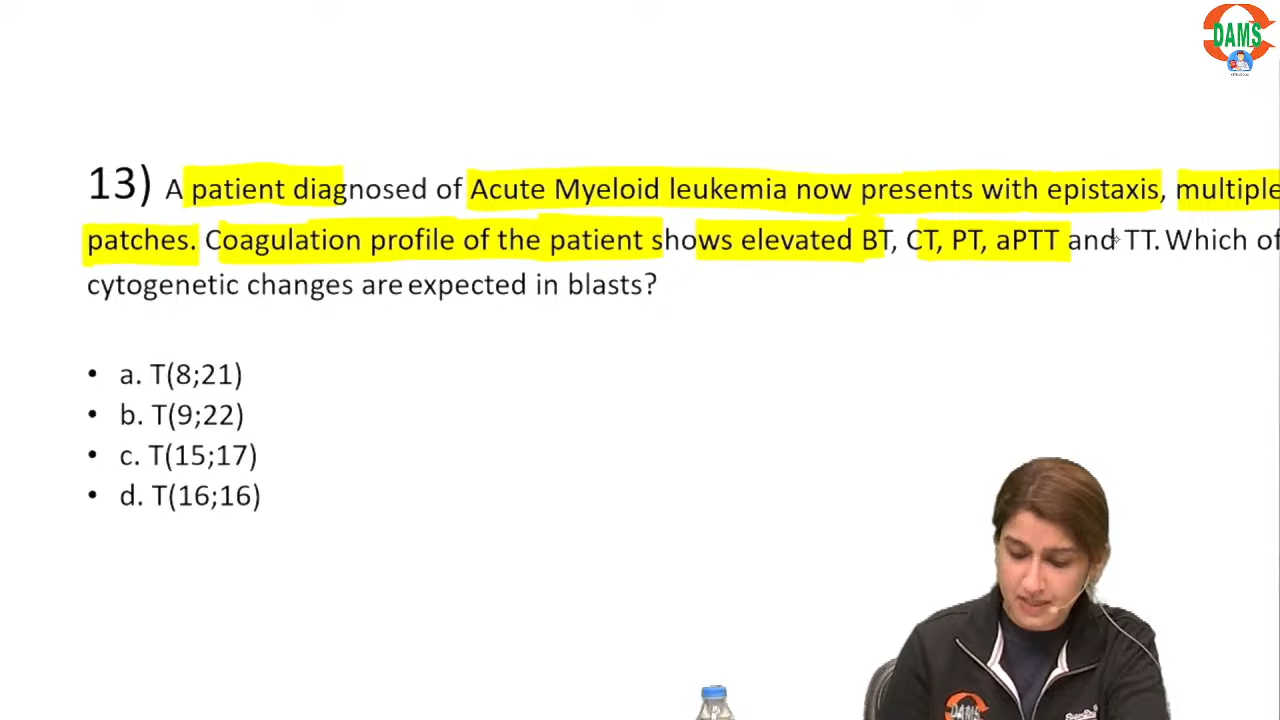 DAMS
13) A patient diagnosed of Acute Myeloid leukemia now presents with epistaxis, multiple
patches. Coagulation profile of the patient shows elevated BT, CT, PT, aPTT and TT. Which of
cytogenetic changes are expected in blasts?
• a. T(8;21)
• b. T(9;22)
• c. T(15;17)
• d. T(16;16)
DAMS